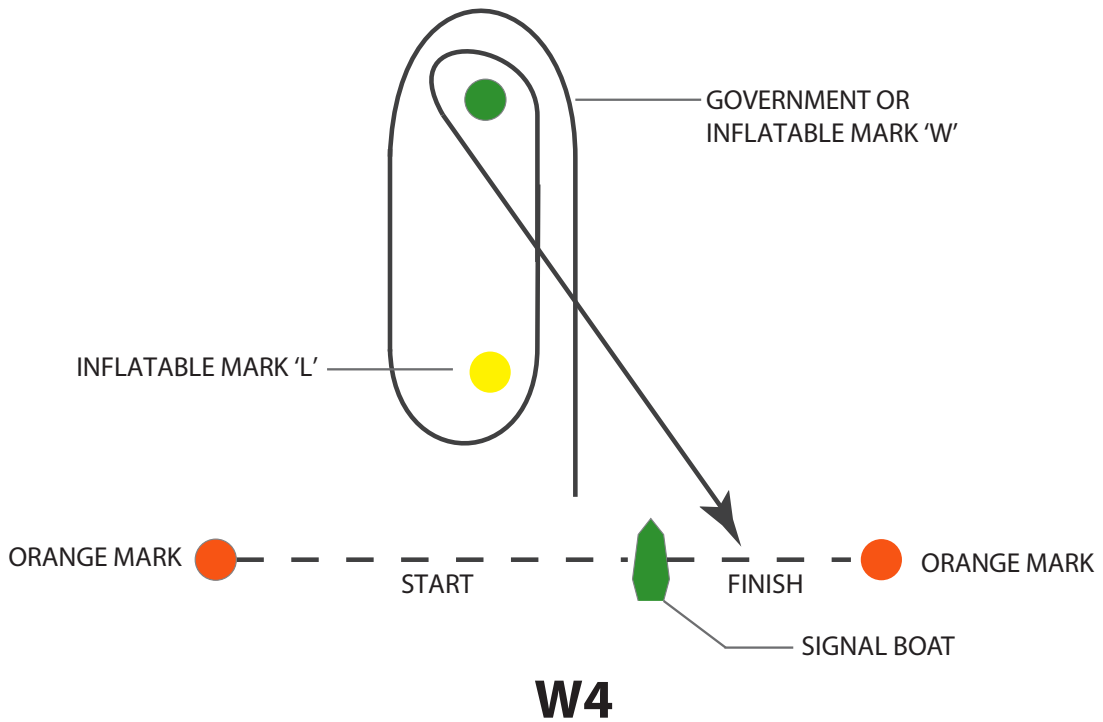 GOVERNMENT OR
INFLATABLE MARK ‘W’
INFLATABLE MARK ‘L’
ORANGE MARK
START
FINISH
ORANGE MARK
SIGNAL BOAT
W4